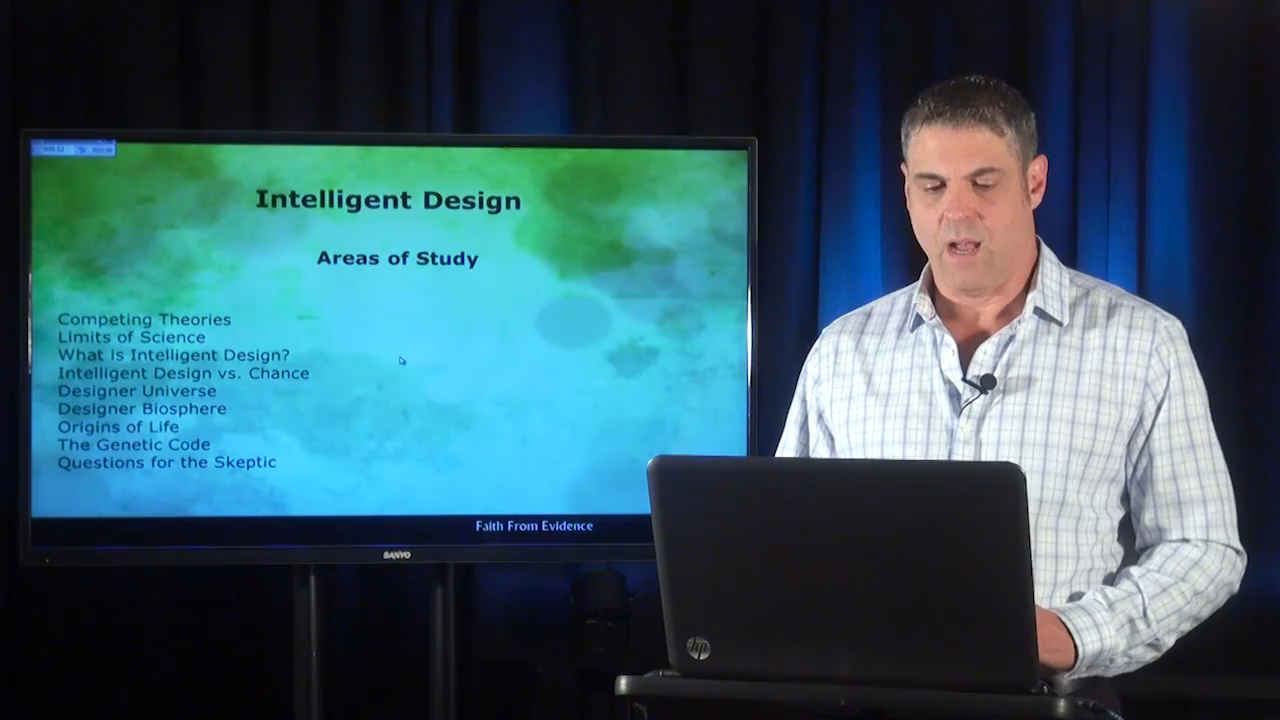 Intelligent Design
Areas of Study
Competing Theories
Limits of Science
What is Intelligent Design?
Intelligent Design vs. Chance
Designer Universe
Designer Biosphere
Origins of Life
The Genetic Code
Questions for the Skeptic
Faith From Evidence
SANYO
hp